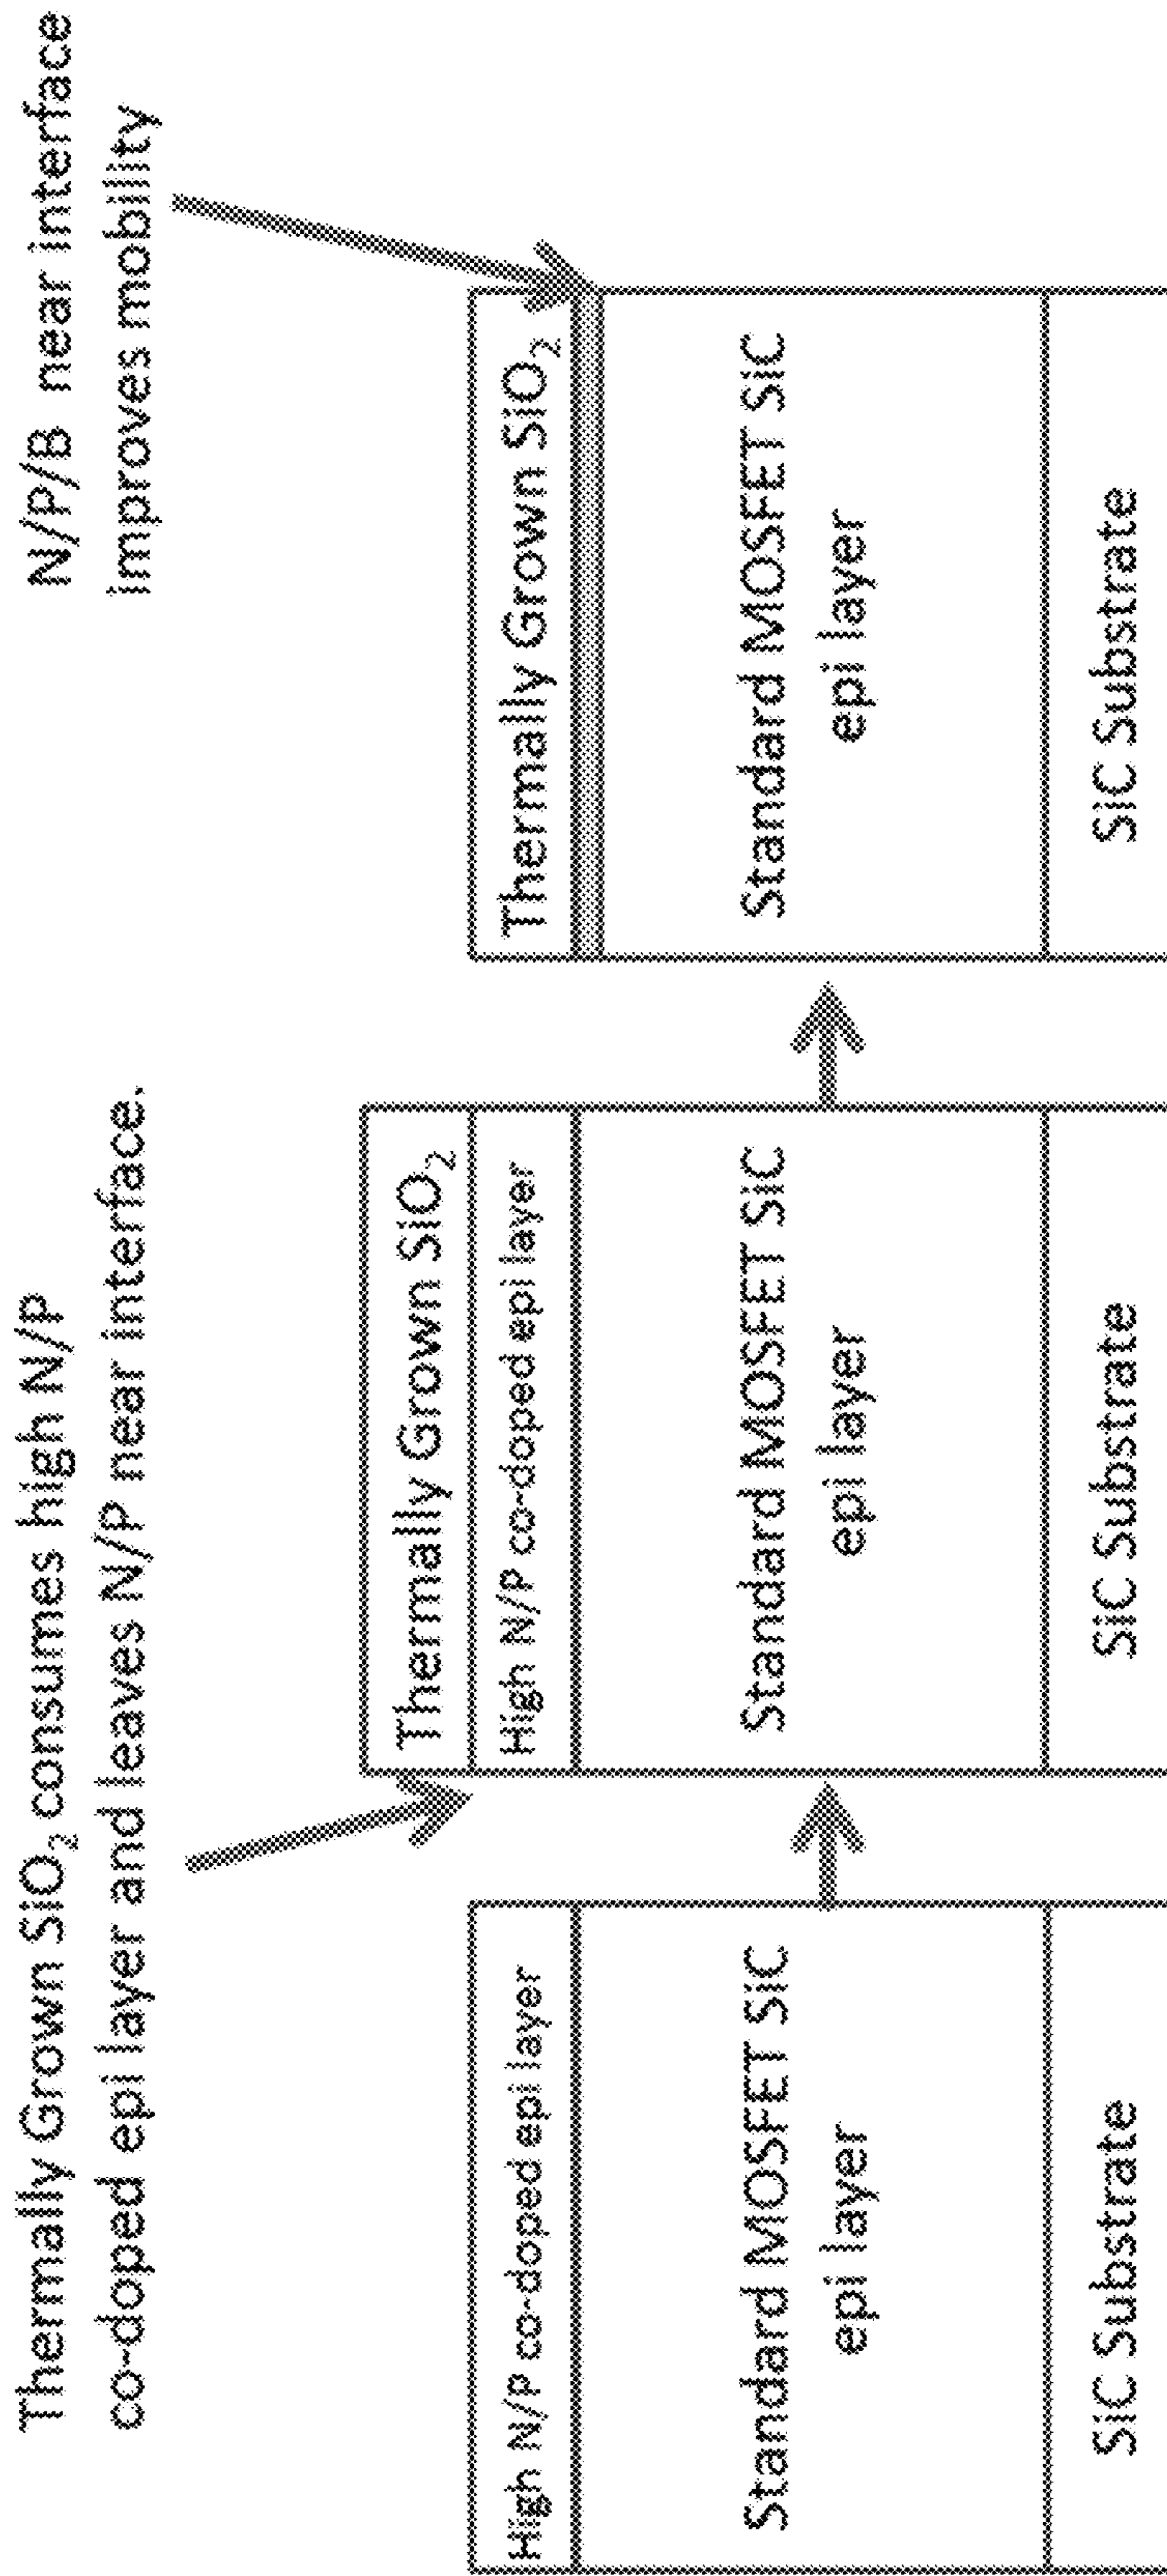 Thermally Grown SiO₂ consumes high N/P
co-doped epi layer and leaves N/P near interface.
N/P/B near interface
improves mobility
High N/P co-doped epi layer
Standard MOSFET SiC
epi layer
SiC Substrate
Thermally Grown SiO₂
High N/P co-doped epi layer
Standard MOSFET SiC
epi layer
SiC Substrate
Thermally Grown SiO₂
Standard MOSFET SiC
epi layer
SiC Substrate